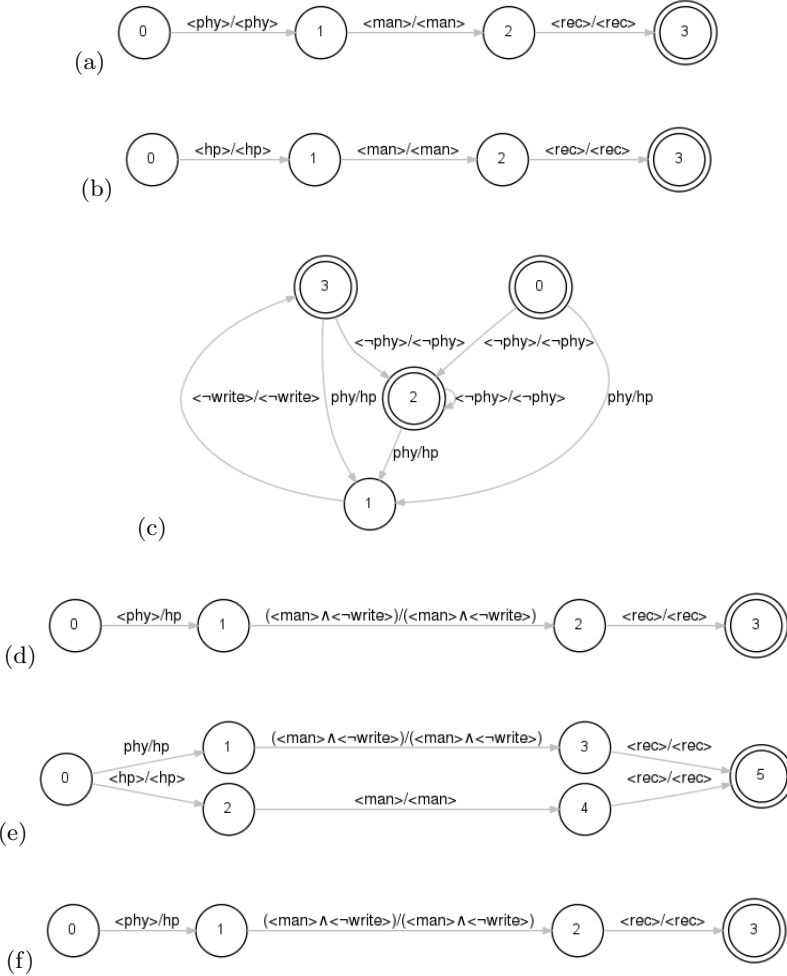 0 <phy>/<phy> 1 <man>/<man> 2 <rec>/<rec> 3
(a)
0 <hp>/<hp> 1 <man>/<man> 2 <rec>/<rec> 3
(b)
3 0
<¬phy>/<¬phy> <¬phy>/<¬phy>
<¬write>/<¬write> phy/hp 2 <¬phy>/<¬phy> phy/hp
phy/hp
1
(c)
0 <phy>/hp 1 (<man>∧<¬write>)/(<man>∧<¬write>) 2 <rec>/<rec> 3
(d)
phy/hp 1 (<man>∧<¬write>)/(<man>∧<¬write>) 3 <rec>/<rec>
0 <hp>/<hp> 2 <man>/<man> 4 <rec>/<rec> 5
(e)
0 <phy>/hp 1 (<man>∧<¬write>)/(<man>∧<¬write>) 2 <rec>/<rec> 3
(f)